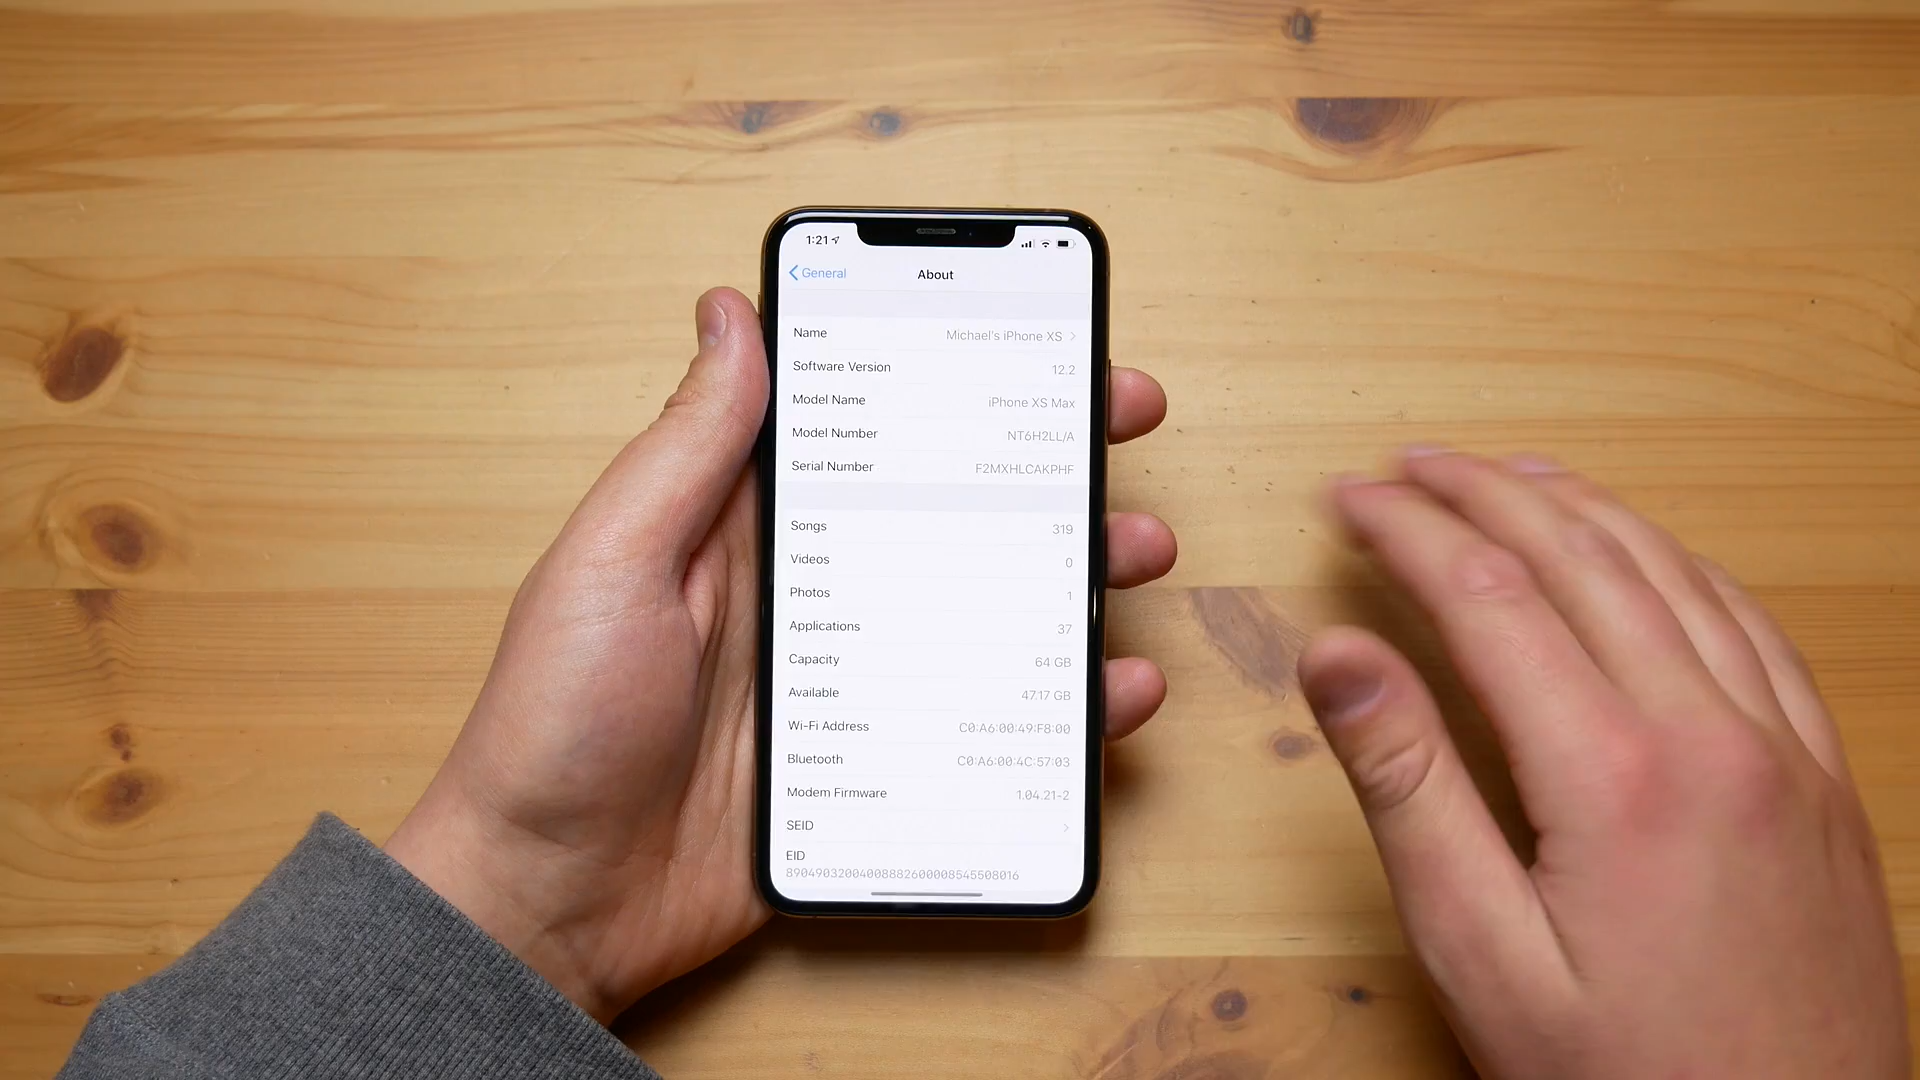 1:21
General
About
Name Michael's iPhone XS
Software Version 12.2
Model Name iPhone XS Max
Model Number NT6H2LL/A
Serial Number F2MXHLCAKPHF
Songs 319
Videos 0
Photos 1
Applications 37
Capacity 64 GB
Available 47.17 GB
Wi-Fi Address C0:A6:00:49:F8:00
Bluetooth C0:A6:00:4C:57:03
Modem Firmware 1.04.21-2
SEID
EID
89049032004008882600008545508016